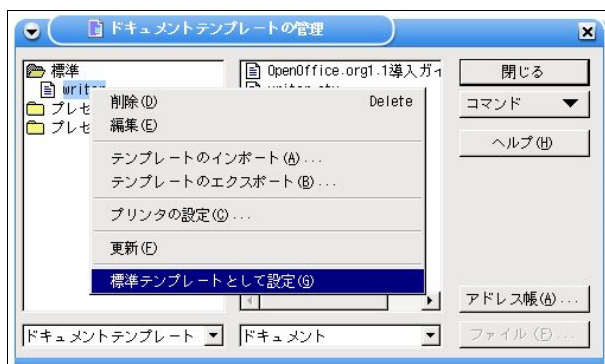 ドキュメントテンプレートの管理
標準
writer
プレゼ
プレゼ
OpenOffice.org1.1導入ガイ
削除(D) Delete
編集(E)
テンプレートのインポート(A)...
テンプレートのエクスポート(B)...
プリンタの設定(C)...
更新(F)
標準テンプレートとして設定(G)
閉じる
コマンド
ヘルプ(H)
アドレス帳(A)...
ファイル(E)...
ドキュメントテンプレート
ドキュメント